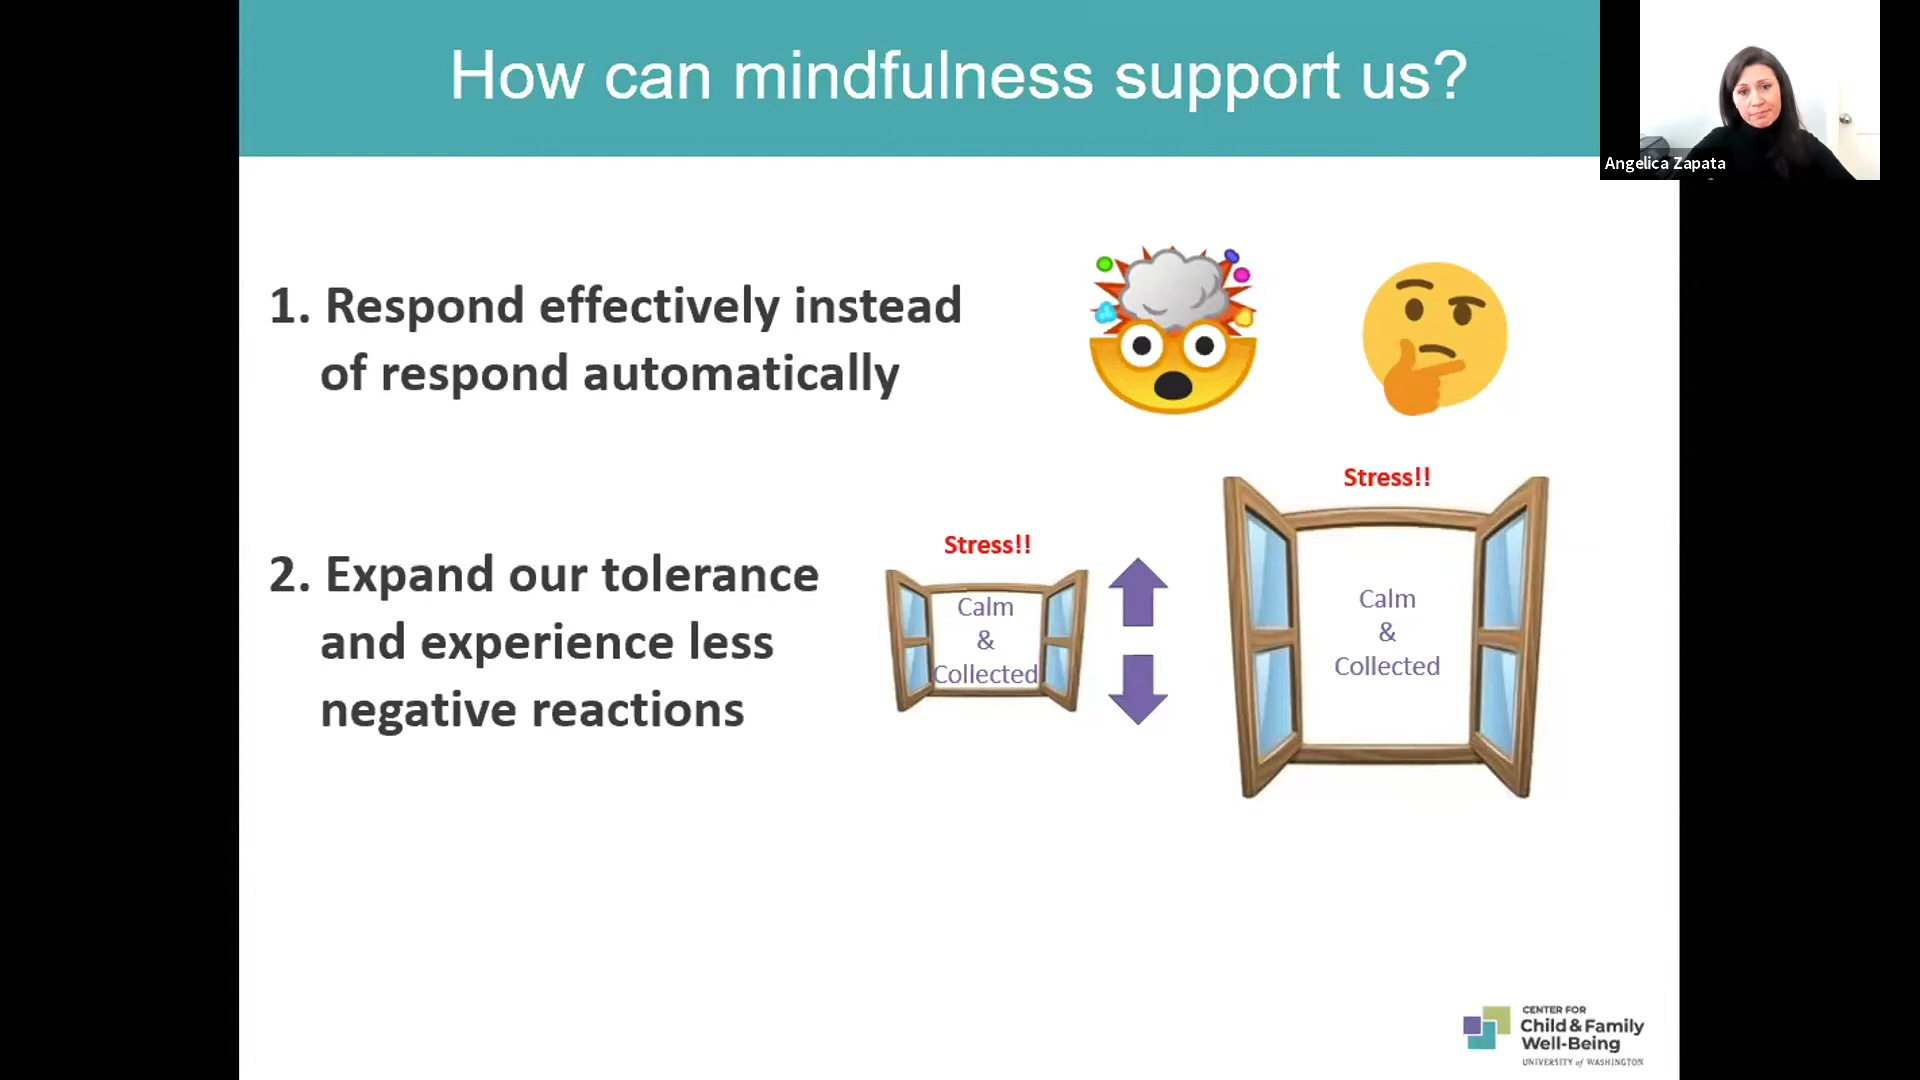 How can mindfulness support us?
Angelica Zapata
1. Respond effectively instead
of respond automatically
2. Expand our tolerance
and experience less
negative reactions
Stress!!
Calm
&
Collected
Stress!!
Calm
&
Collected
CENTER FOR
Child & Family
Well-Being
UNIVERSITY of WASHINGTON